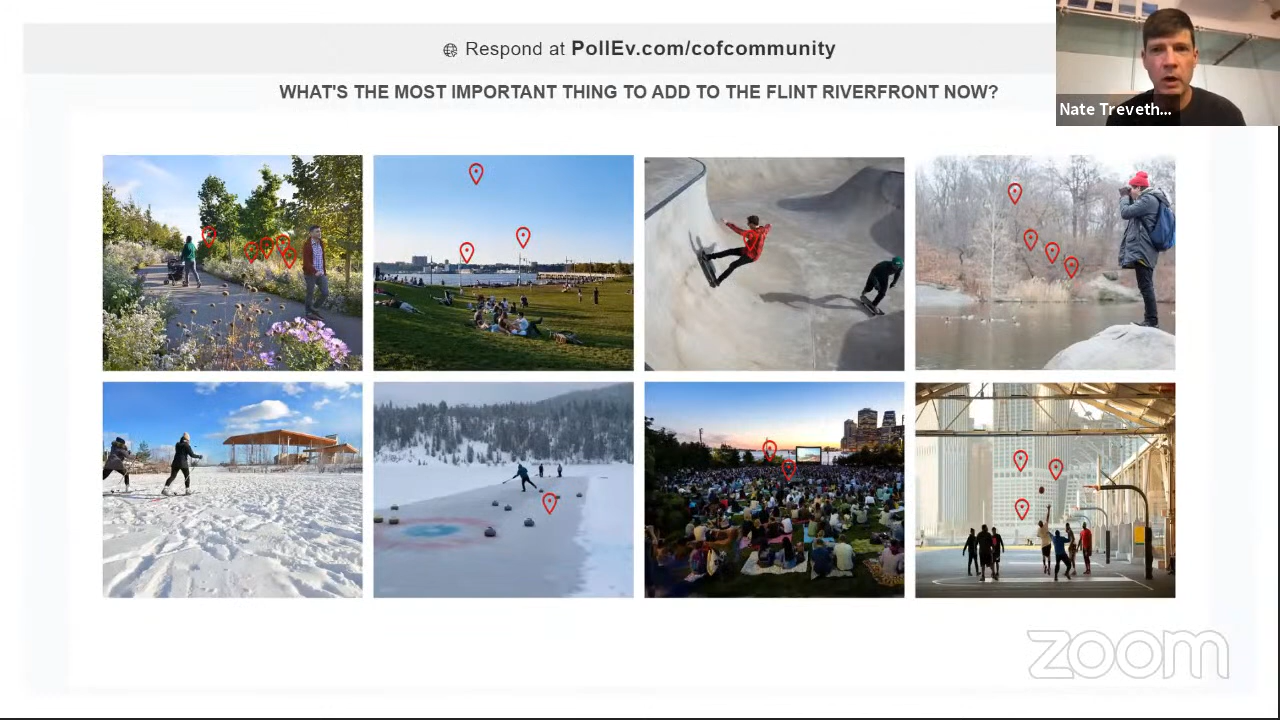 Respond at PollEv.com/cofcommunity
WHAT'S THE MOST IMPORTANT THING TO ADD TO THE FLINT RIVERFRONT NOW?
Nate Treveth...
zoom